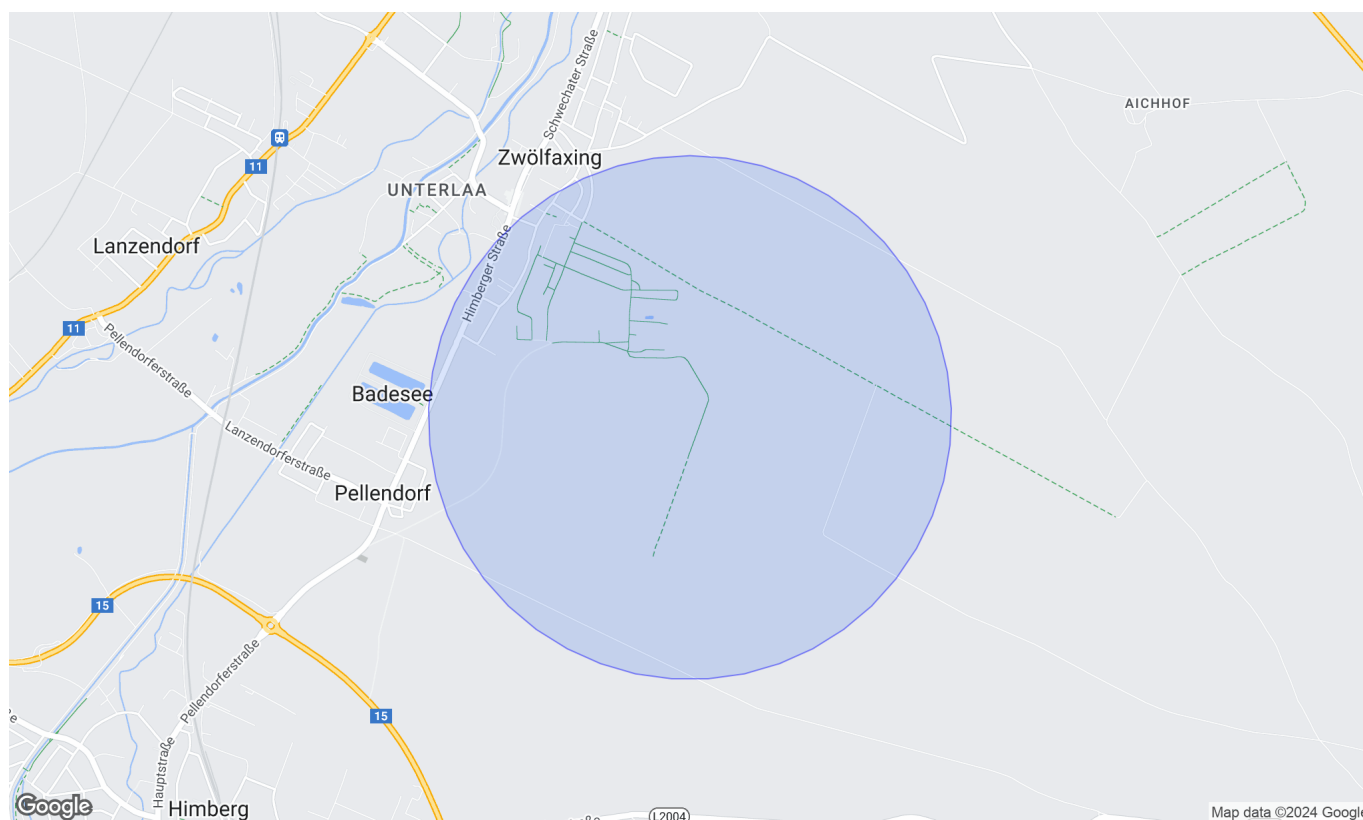 Schwechater Straße
AICHHOF
Zwölfaxing
11
UNTERLAA
Lanzendorf
Himberger Straße
11
Pellendorferstraße
Badesee
Lanzendorferstraße
Pellendorf
15
Pellendorferstraße
15
Hauptstraße
Himberg
L2004
Google
Map data ©2024 Google